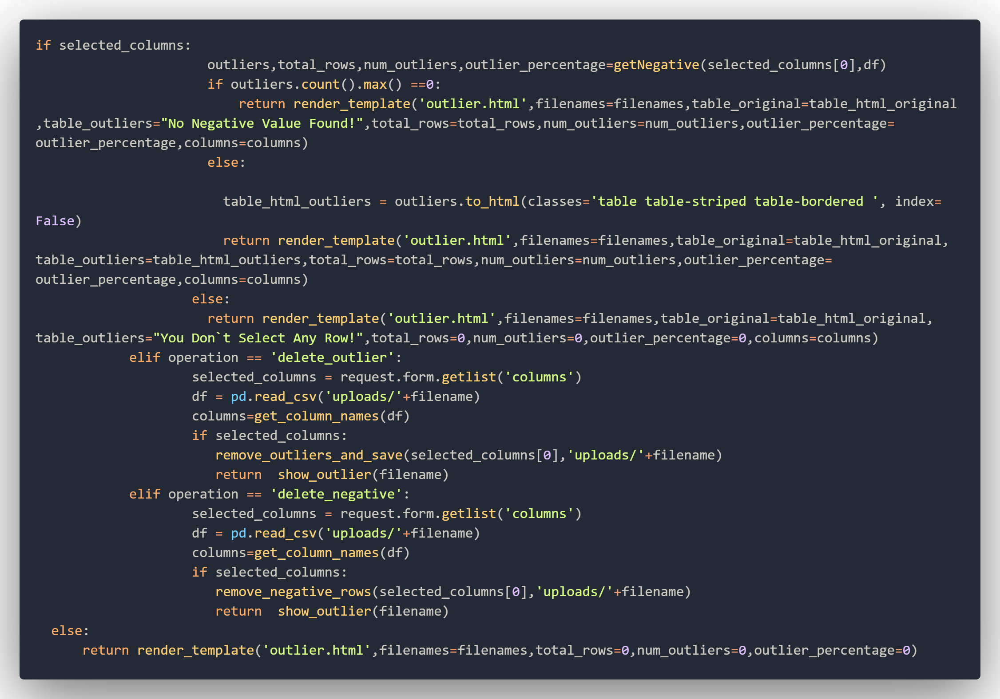 if selected_columns:
                      outliers,total_rows,num_outliers,outlier_percentage=getNegative(selected_columns[0],df)
                      if outliers.count().max() ==0:
                          return render_template('outlier.html',filenames=filenames,table_original=table_html_original
,table_outliers="No Negative Value Found!",total_rows=total_rows,num_outliers=num_outliers,outlier_percentage=
outlier_percentage,columns=columns)
                      else:

                        table_html_outliers = outliers.to_html(classes='table table-striped table-bordered ', index=
False)
                        return render_template('outlier.html',filenames=filenames,table_original=table_html_original,
table_outliers=table_html_outliers,total_rows=total_rows,num_outliers=num_outliers,outlier_percentage=
outlier_percentage,columns=columns)
                    else:
                      return render_template('outlier.html',filenames=filenames,table_original=table_html_original,
table_outliers="You Don`t Select Any Row!",total_rows=0,num_outliers=0,outlier_percentage=0,columns=columns)
            elif operation == 'delete_outlier':
                    selected_columns = request.form.getlist('columns')
                    df = pd.read_csv('uploads/'+filename)
                    columns=get_column_names(df)
                    if selected_columns:
                       remove_outliers_and_save(selected_columns[0],'uploads/'+filename)
                       return  show_outlier(filename)
            elif operation == 'delete_negative':
                    selected_columns = request.form.getlist('columns')
                    df = pd.read_csv('uploads/'+filename)
                    columns=get_column_names(df)
                    if selected_columns:
                       remove_negative_rows(selected_columns[0],'uploads/'+filename)
                       return  show_outlier(filename)
  else:
      return render_template('outlier.html',filenames=filenames,total_rows=0,num_outliers=0,outlier_percentage=0)